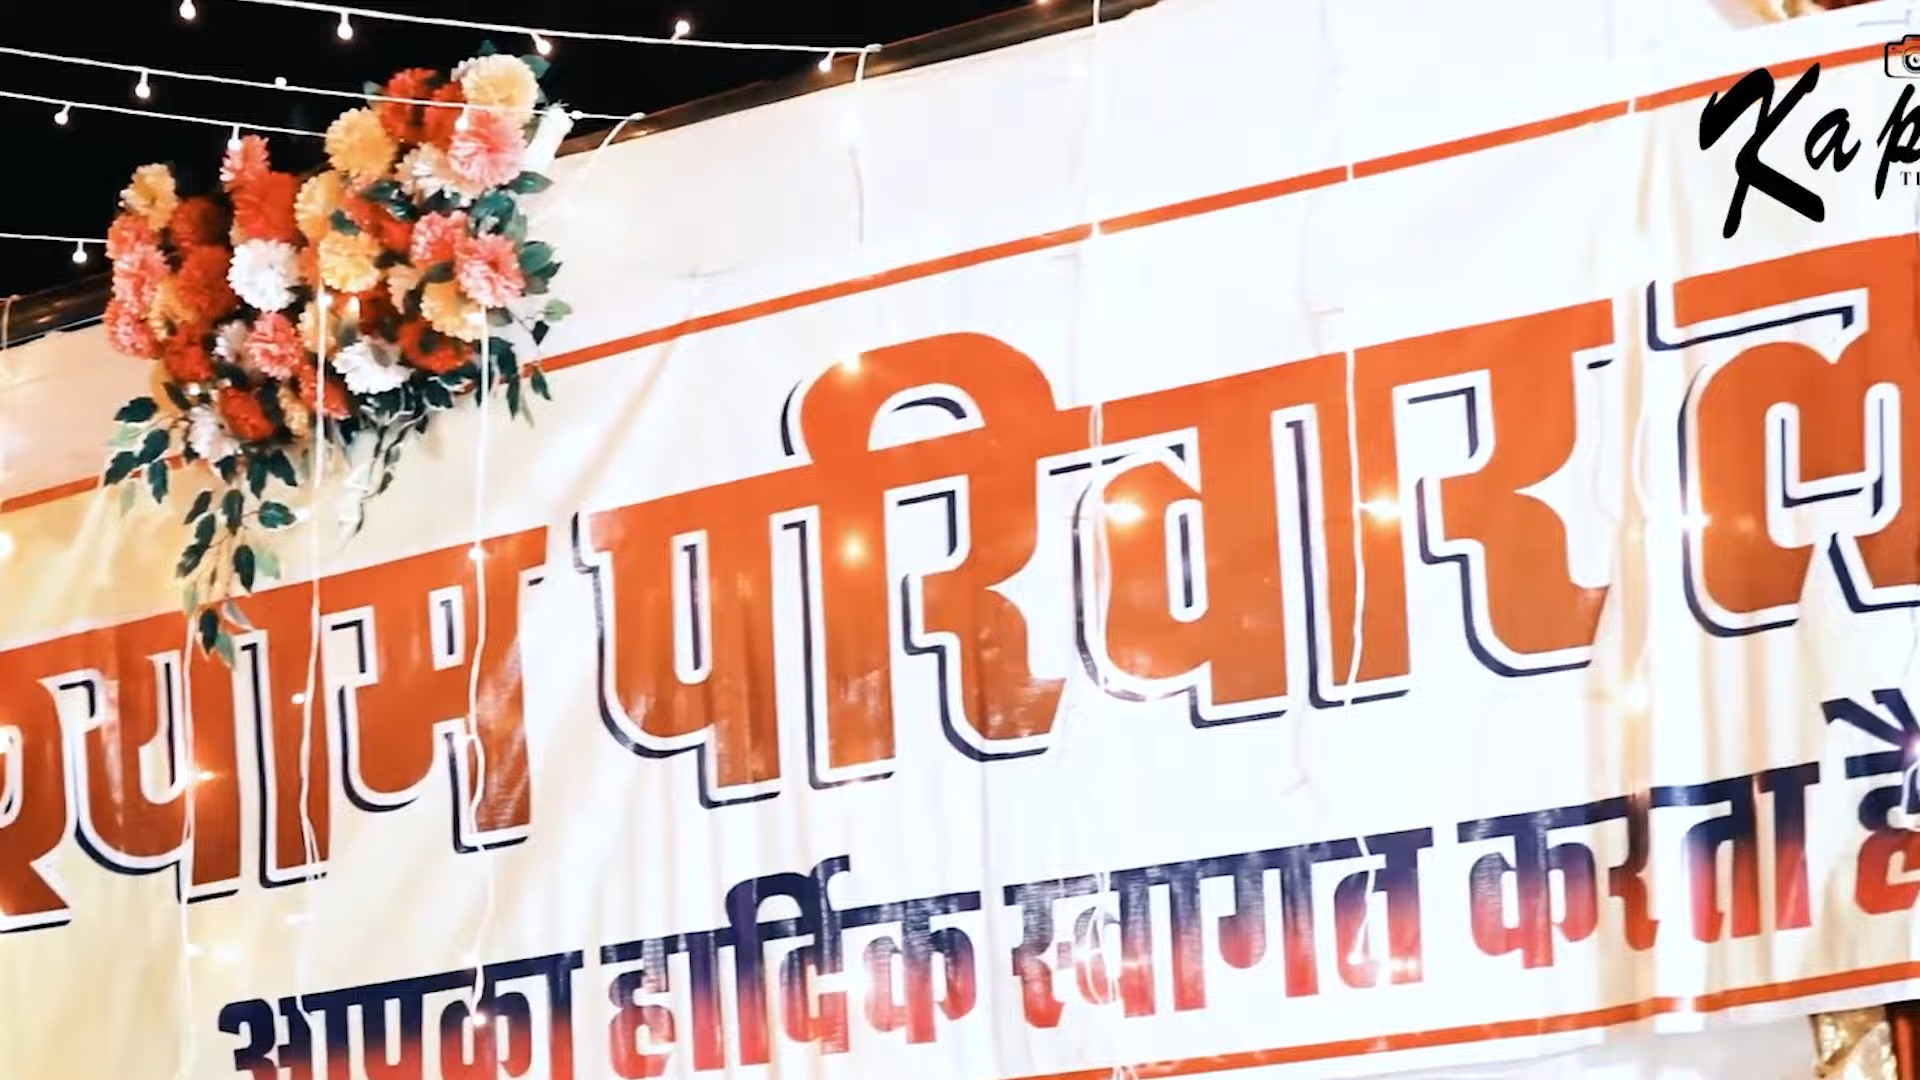 श्याम परिवार
आपका हार्दिक स्वागत करता है